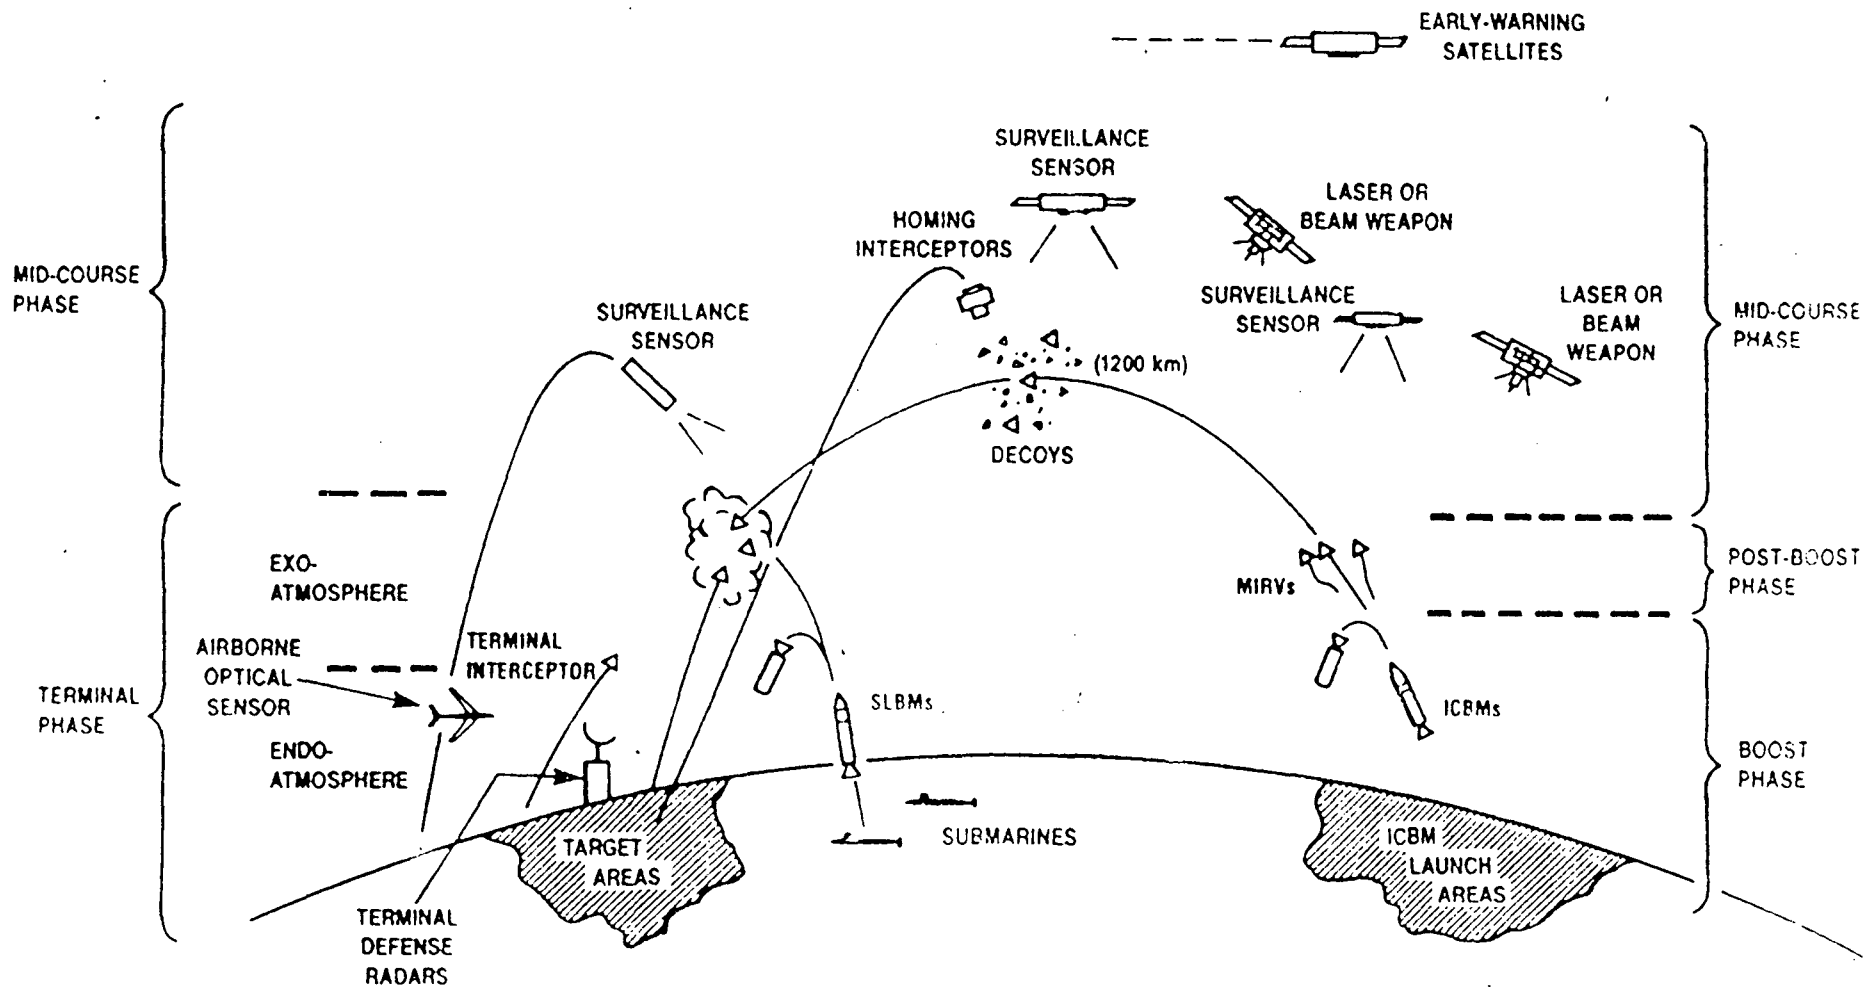 EARLY-WARNING
SATELLITES
SURVEILLANCE
SENSOR
LASER OR
BEAM WEAPON
HOMING
INTERCEPTORS
MID-COURSE
PHASE
SURVEILLANCE
SENSOR
SURVEILLANCE
SENSOR
LASER OR
BEAM
WEAPON
MID-COURSE
PHASE
(1200 km)
DECOYS
EXO-
ATMOSPHERE
MIRVs
POST-BOOST
PHASE
AIRBORNE
OPTICAL
SENSOR
TERMINAL
INTERCEPTOR
TERMINAL
PHASE
SLBMs
ICBMs
ENDO-
ATMOSPHERE
BOOST
PHASE
TARGET
AREAS
SUBMARINES
ICBM
LAUNCH
AREAS
TERMINAL
DEFENSE
RADARS